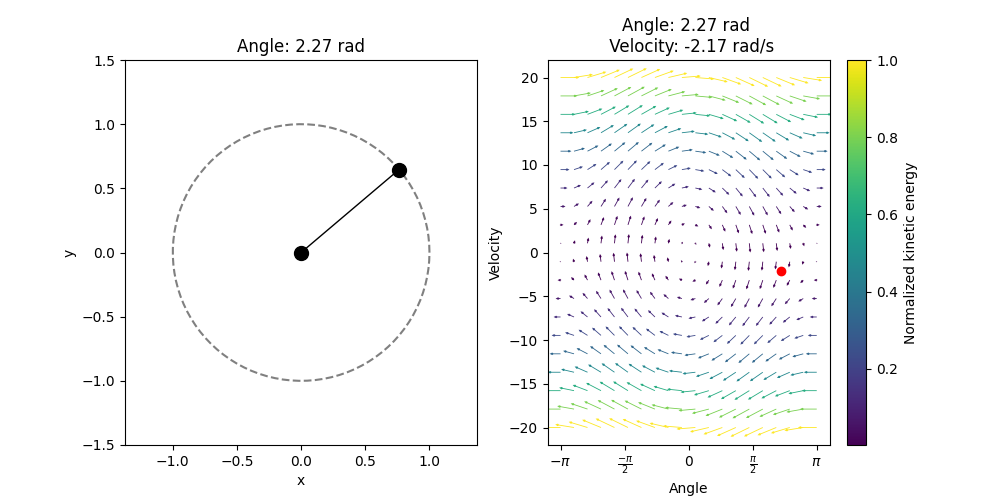 Angle: 2.27 rad
1.5
1.0
0.5
0.0
−0.5
−1.0
−1.5
y
−1.0
−0.5
0.0
0.5
1.0
x
Angle: 2.27 rad
Velocity: -2.17 rad/s
20
15
10
5
0
−5
−10
−15
−20
Velocity
−π
−π/2
0
π/2
π
Angle
1.0
0.8
0.6
0.4
0.2
Normalized kinetic energy